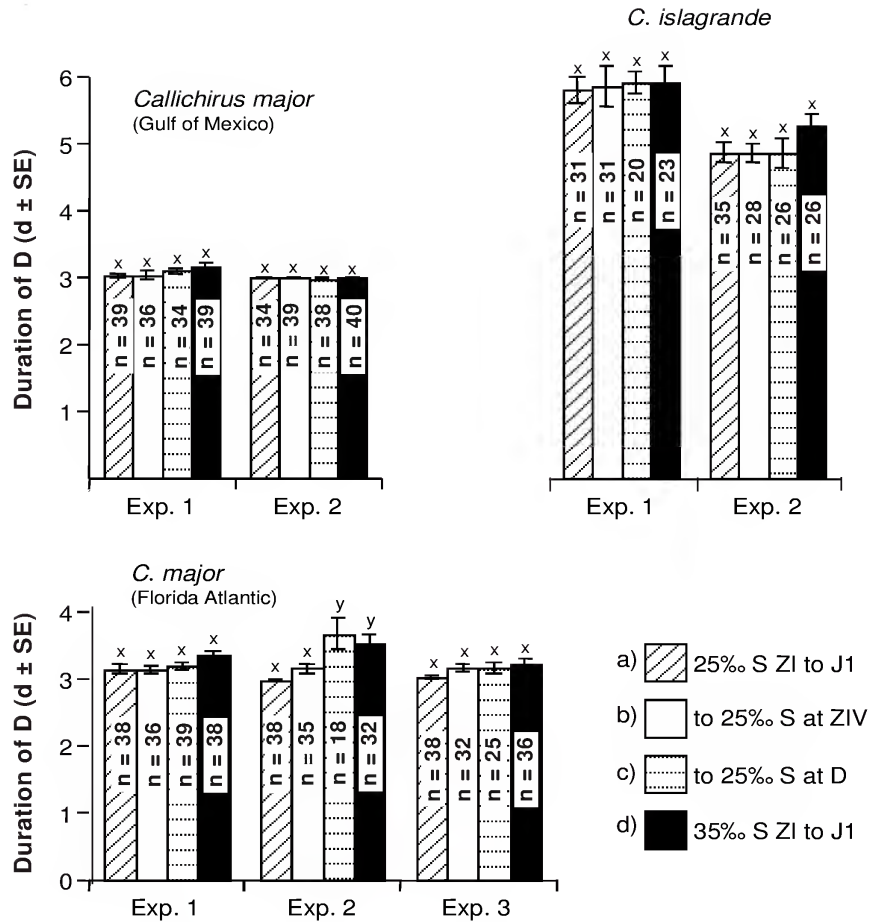 C. islagrande
Callichirus major
(Gulf of Mexico)
Duration of D (d ± SE)
6
5
4
3
2
1
x x x x x x x x
n = 39 n = 36 n = 34 n = 39 n = 34 n = 39 n = 38 n = 40
Exp. 1 Exp. 2
x x x x x x x x
n = 31 n = 31 n = 20 n = 23 n = 35 n = 28 n = 26 n = 26
Exp. 1 Exp. 2
C. major
(Florida Atlantic)
Duration of D (d ± SE)
4
3
2
1
0
x x x x x x y y x x x x
n = 38 n = 36 n = 39 n = 38 n = 38 n = 35 n = 18 n = 32 n = 38 n = 32 n = 25 n = 36
Exp. 1 Exp. 2 Exp. 3
a) 25‰ S ZI to J1
b) to 25‰ S at ZIV
c) to 25‰ S at D
d) 35‰ S ZI to J1